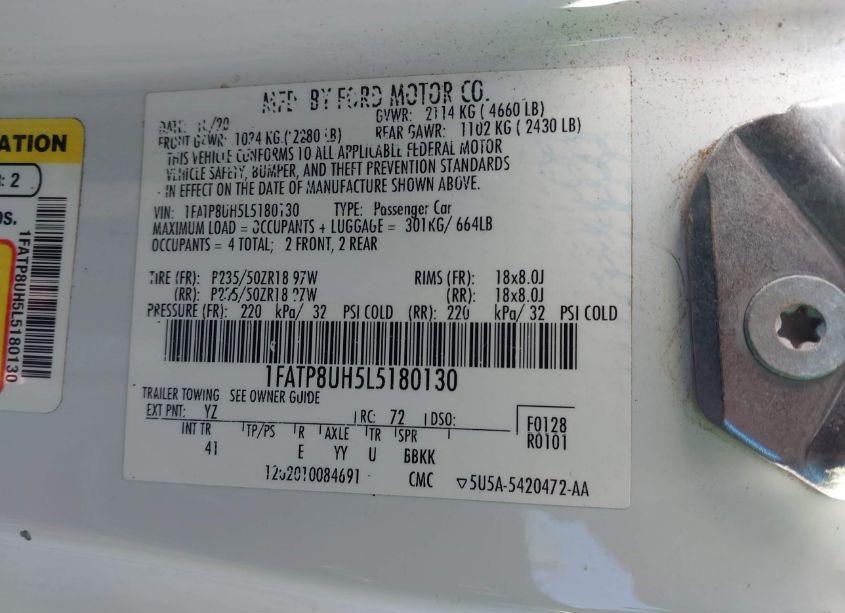 ATION
: 2
os.
1FATP8UH5L5180130
MFD BY FORD MOTOR CO.
GVWR: 2114 KG (4660 LB)
FRONT GAWR: 1024 KG REAR GAWR: 1102 KG (2430 LB)
THIS VEHICLE CONFORMS TO ALL APPLICABLE FEDERAL MOTOR
VEHICLE SAFETY, BUMPER, AND THEFT PREVENTION STANDARDS
IN EFFECT ON THE DATE OF MANUFACTURE SHOWN ABOVE.
VIN: 1FATP8UH5L5180130 TYPE: Passenger Car
MAXIMUM LOAD = OCCUPANTS + LUGGAGE = 301KG/ 664LB
OCCUPANTS = 4 TOTAL; 2 FRONT, 2 REAR
TIRE (FR): P235/50ZR18 97W RIMS (FR): 18x8.0J
(RR): (RR): 18x8.0J
PRESSURE (FR): 220 kPa/ 32 PSI COLD (RR): 220 kPa/ 32 PSI COLD
1FATP8UH5L5180130
TRAILER TOWING SEE OWNER GUIDE
EXT PNT: YZ RC: 72 DSO:
F0128
R0101
INT TR TP/PS R AXLE TR SPR
41 E YY U BBKK
CMC ▽5U5A-5420472-AA